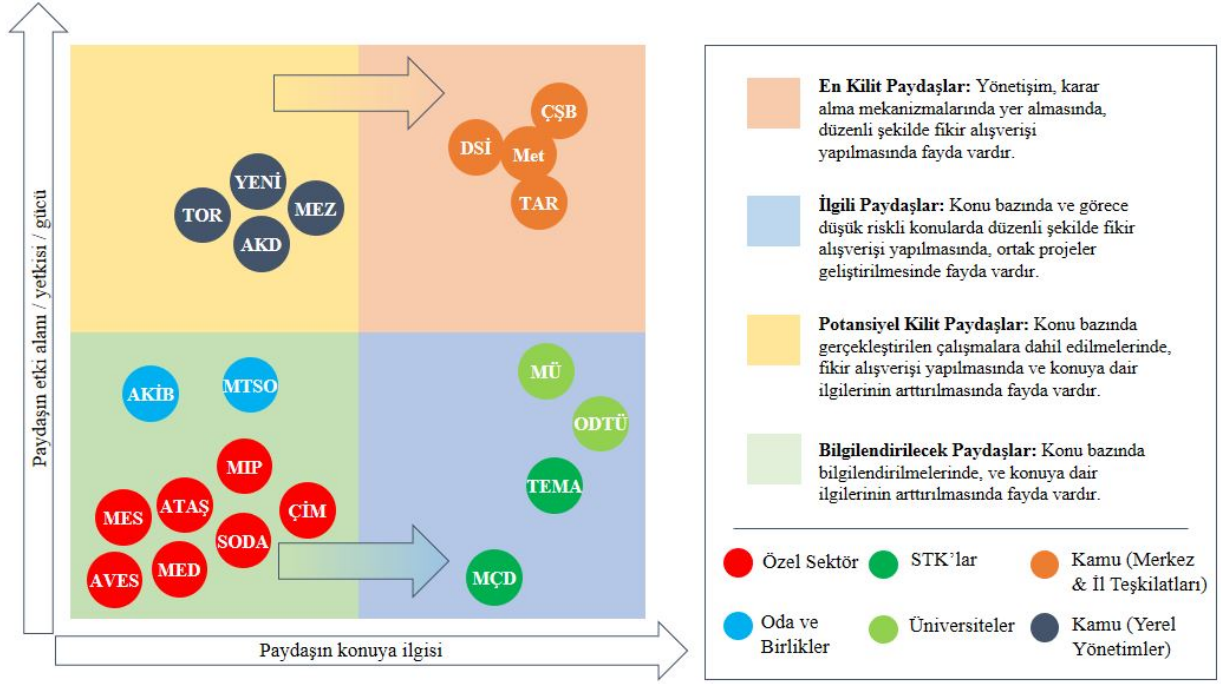 Paydaşın etki alanı / yetkisi / gücü
ÇŞB
DSİ
Met
TAR
YENİ
TOR
MEZ
AKD
AKİB
MTSO
MÜ
ODTÜ
TEMA
MIP
MES
ATAŞ
ÇİM
SODA
AVES
MED
MÇD
Paydaşın konuya ilgisi
En Kilit Paydaşlar: Yönetişim, karar
alma mekanizmalarında yer almasında,
düzenli şekilde fikir alışverişi
yapılmasında fayda vardır.
İlgili Paydaşlar: Konu bazında ve görece
düşük riskli konularda düzenli şekilde fikir
alışverişi yapılmasında, ortak projeler
geliştirilmesinde fayda vardır.
Potansiyel Kilit Paydaşlar: Konu bazında
gerçekleştirilen çalışmalara dahil edilmelerinde,
fikir alışverişi yapılmasında ve konuya dair
ilgilerinin arttırılmasında fayda vardır.
Bilgilendirilecek Paydaşlar: Konu bazında
bilgilendirilmelerinde, ve konuya dair
ilgilerinin arttırılmasında fayda vardır.
Özel Sektör
STK’lar
Kamu (Merkez
& İl Teşkilatları)
Oda ve
Birlikler
Üniversiteler
Kamu (Yerel
Yönetimler)